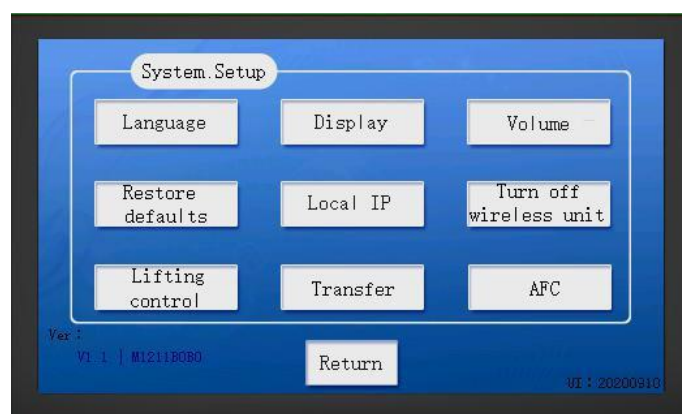 System.Setup
Language
Display
Volume
Restore
defaults
Local IP
Turn off
wireless unit
Lifting
control
Transfer
AFC
Ver:
V1.1 | M1211B0B0
Return
UI:20200910